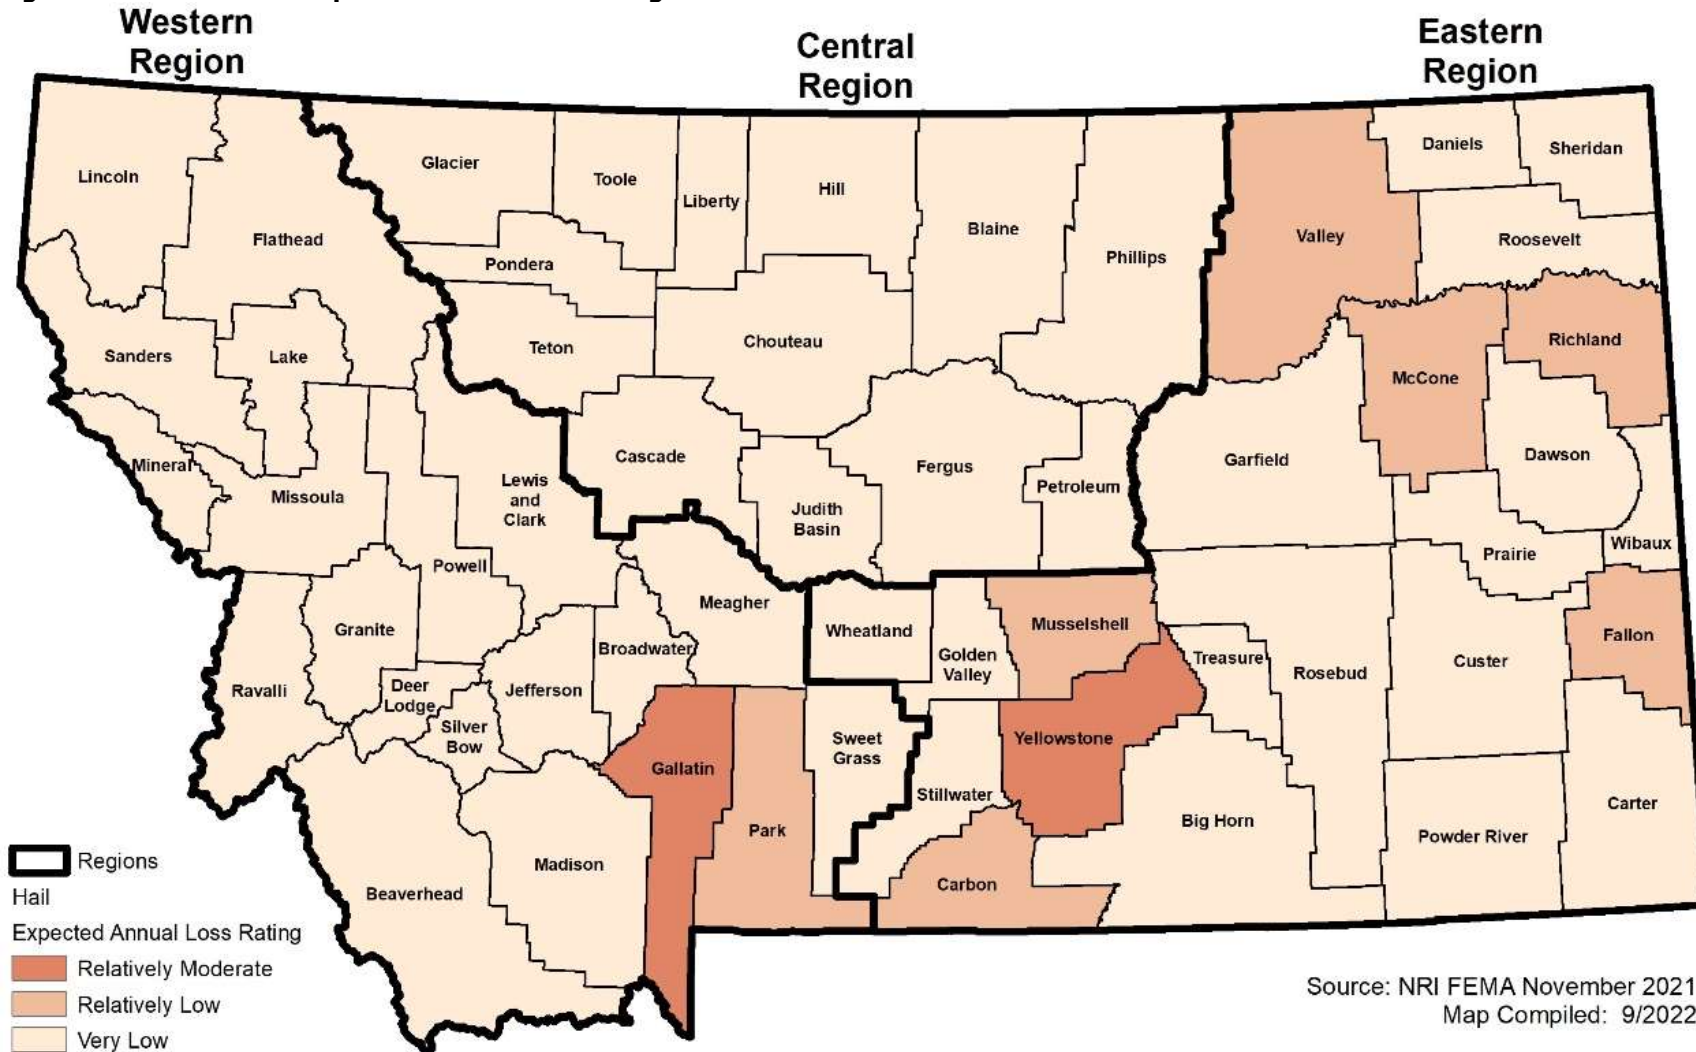 Western
Region
Central
Region
Eastern
Region
Lincoln
Flathead
Glacier
Toole
Liberty
Hill
Blaine
Phillips
Valley
Daniels
Sheridan
Roosevelt
Pondera
Teton
Chouteau
Sanders
Lake
McCone
Richland
Mineral
Missoula
Lewis
and
Clark
Cascade
Judith
Basin
Fergus
Petroleum
Garfield
Dawson
Wibaux
Prairie
Powell
Granite
Ravalli
Meagher
Broadwater
Jefferson
Deer
Lodge
Silver
Bow
Wheatland
Golden
Valley
Musselshell
Treasure
Rosebud
Custer
Fallon
Gallatin
Park
Sweet
Grass
Stillwater
Yellowstone
Big Horn
Powder River
Carter
Carbon
Madison
Beaverhead
Regions
Hail
Expected Annual Loss Rating
Relatively Moderate
Relatively Low
Very Low
Source: NRI FEMA November 2021
Map Compiled: 9/2022